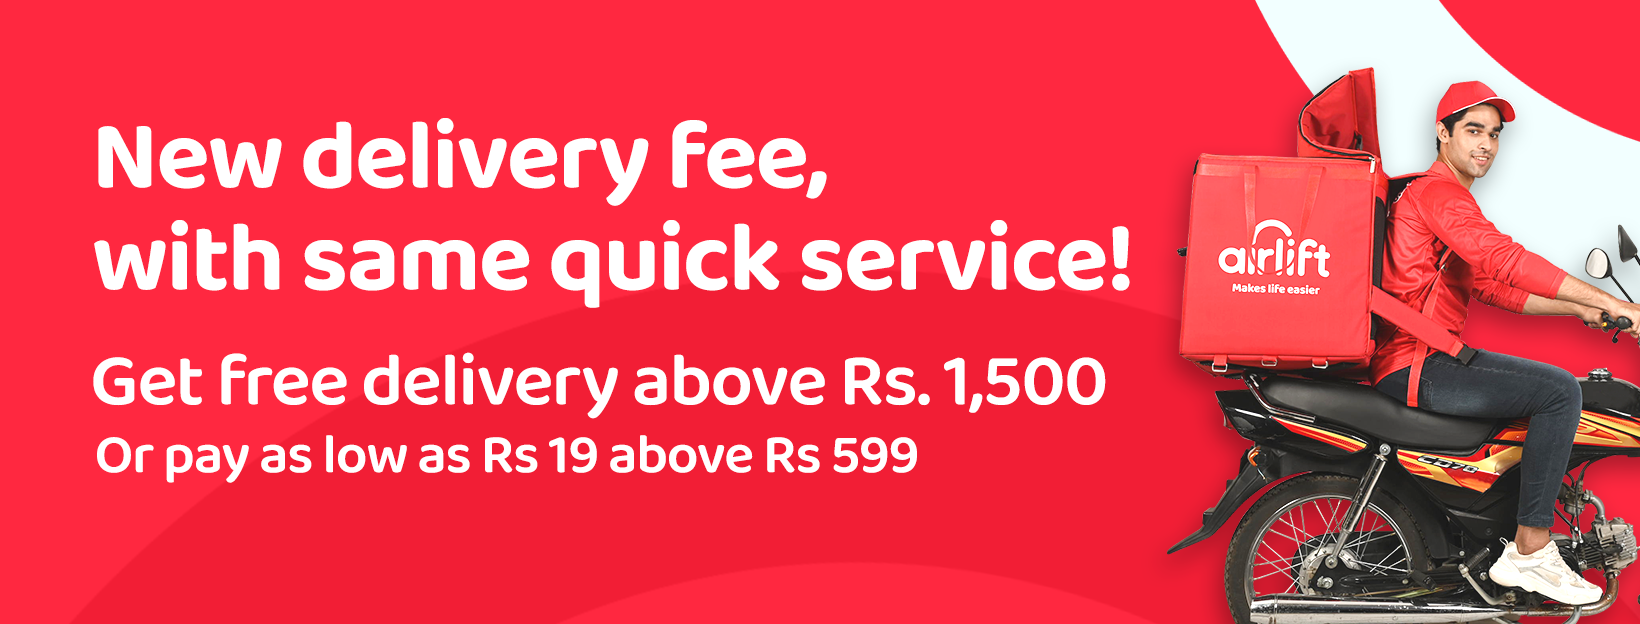 New delivery fee,
with same quick service!
Get free delivery above Rs. 1,500
Or pay as low as Rs 19 above Rs 599
airlift
Makes life easier
CD70